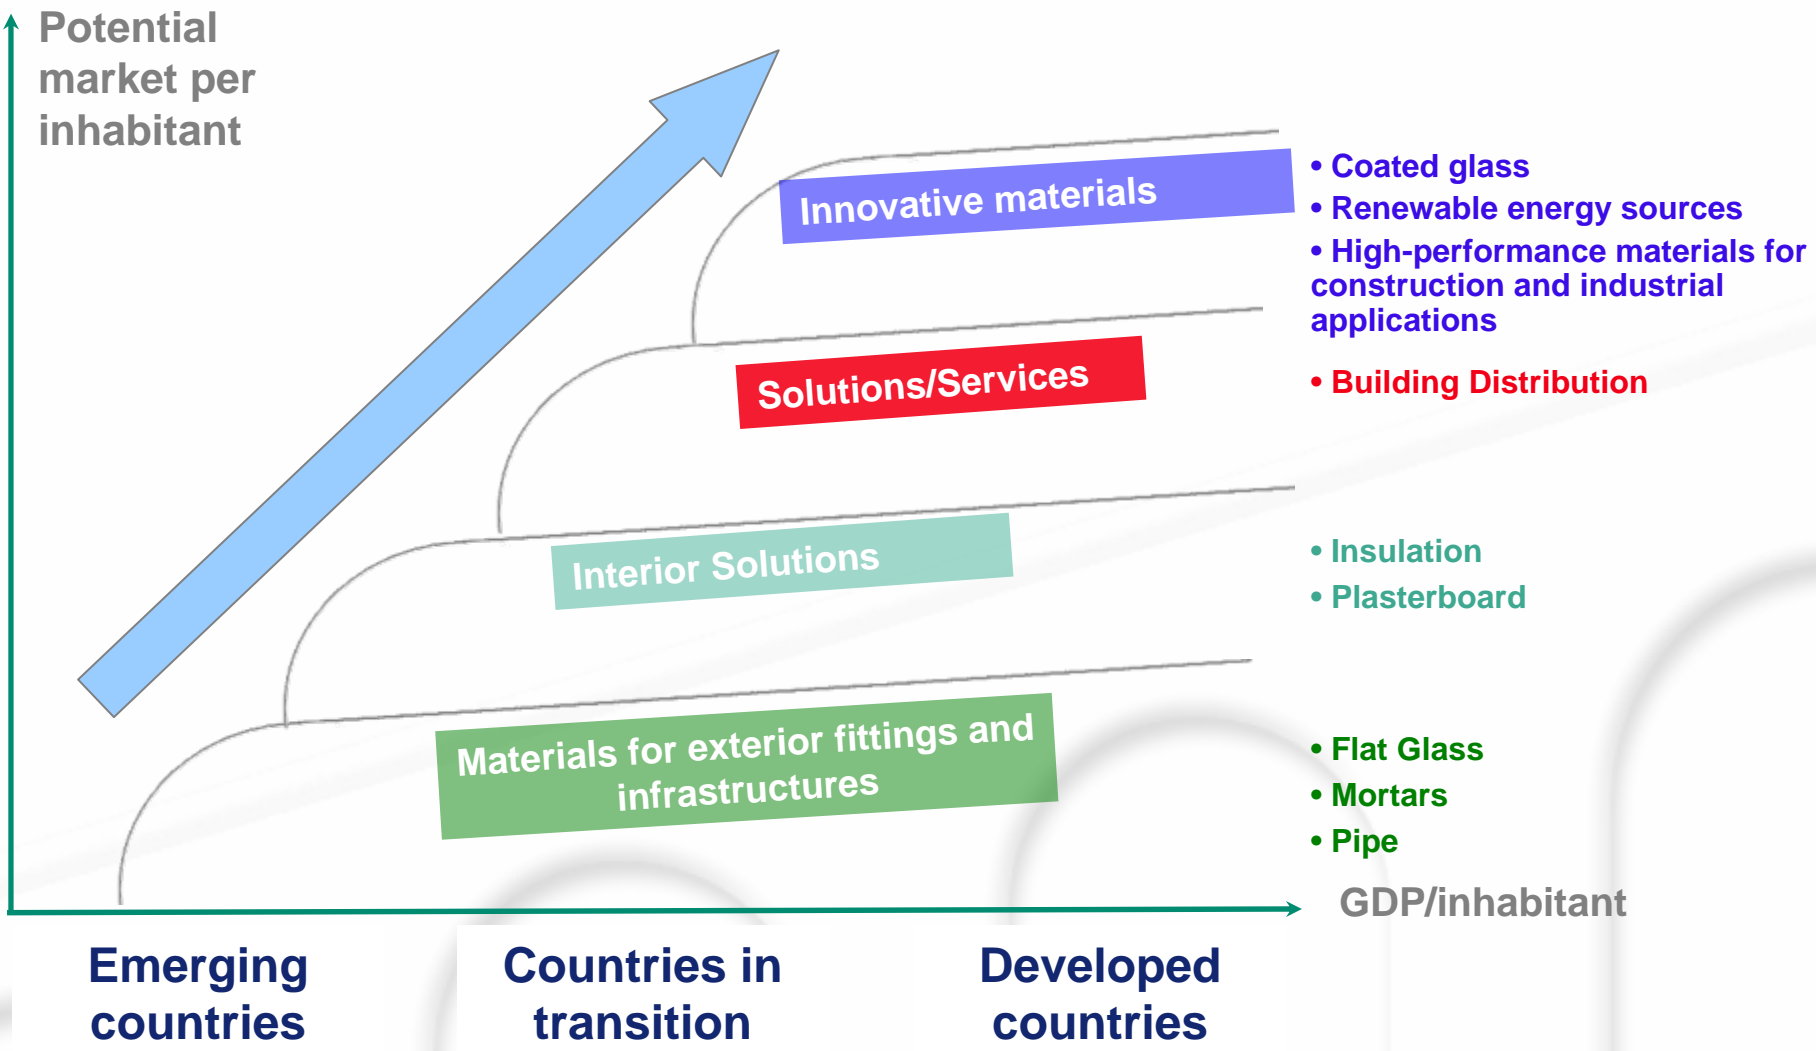 Potential
market per
inhabitant
Innovative materials
• Coated glass
• Renewable energy sources
• High-performance materials for
construction and industrial
applications
Solutions/Services
• Building Distribution
Interior Solutions
• Insulation
• Plasterboard
Materials for exterior fittings and
infrastructures
• Flat Glass
• Mortars
• Pipe
GDP/inhabitant
Emerging
countries
Countries in
transition
Developed
countries